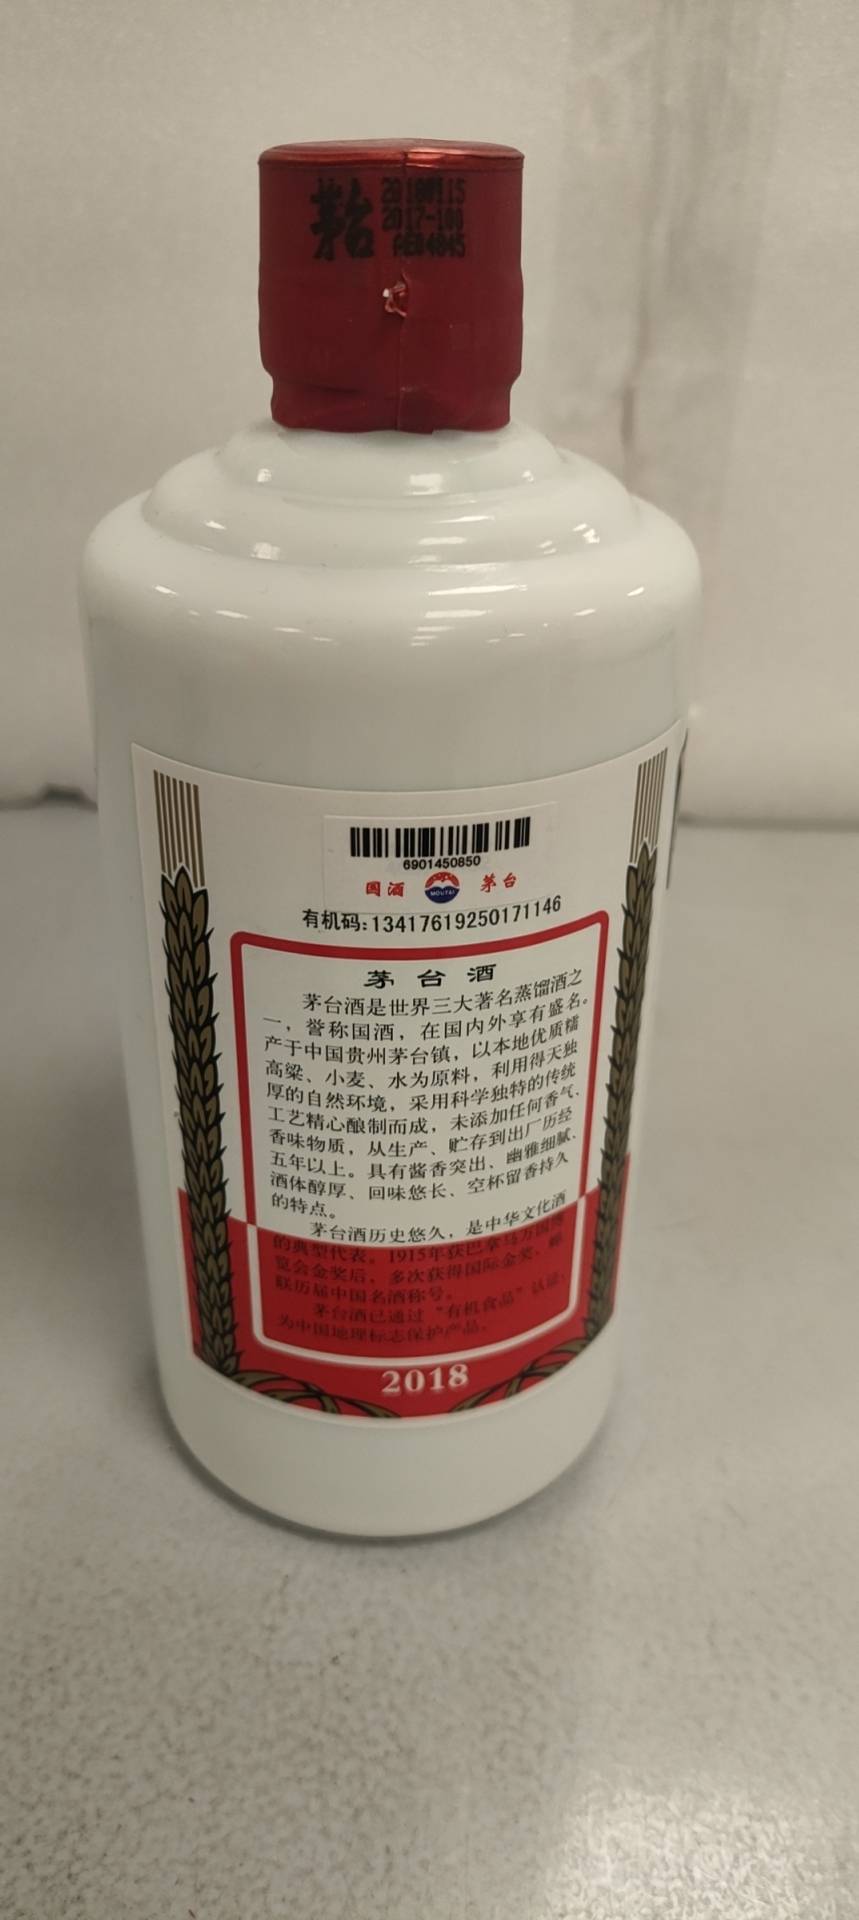 茅台
20180115
2017-100
6901450850
国酒 MOUTAI 茅台
有机码:13417619250171146
茅台酒
茅台酒是世界三大著名蒸馏酒之
一，誉称国酒，在国内外享有盛名。
产于中国贵州茅台镇，以本地优质糯
高粱、小麦、水为原料，利用得天独
厚的自然环境，采用科学独特的传统
工艺精心酿制而成，未添加任何香气、
香味物质，从生产、贮存到出厂历经
五年以上。具有酱香突出、幽雅细腻、
酒体醇厚、回味悠长、空杯留香持久
的特点。
茅台酒历史悠久，是中华文化酒
的典型代表。1915年获巴拿马万国博
览会金奖后，多次获得国际金奖，蝉
联历届中国名酒称号。
茅台酒已通过“有机食品”认证，
为中国地理标志保护产品。
2018